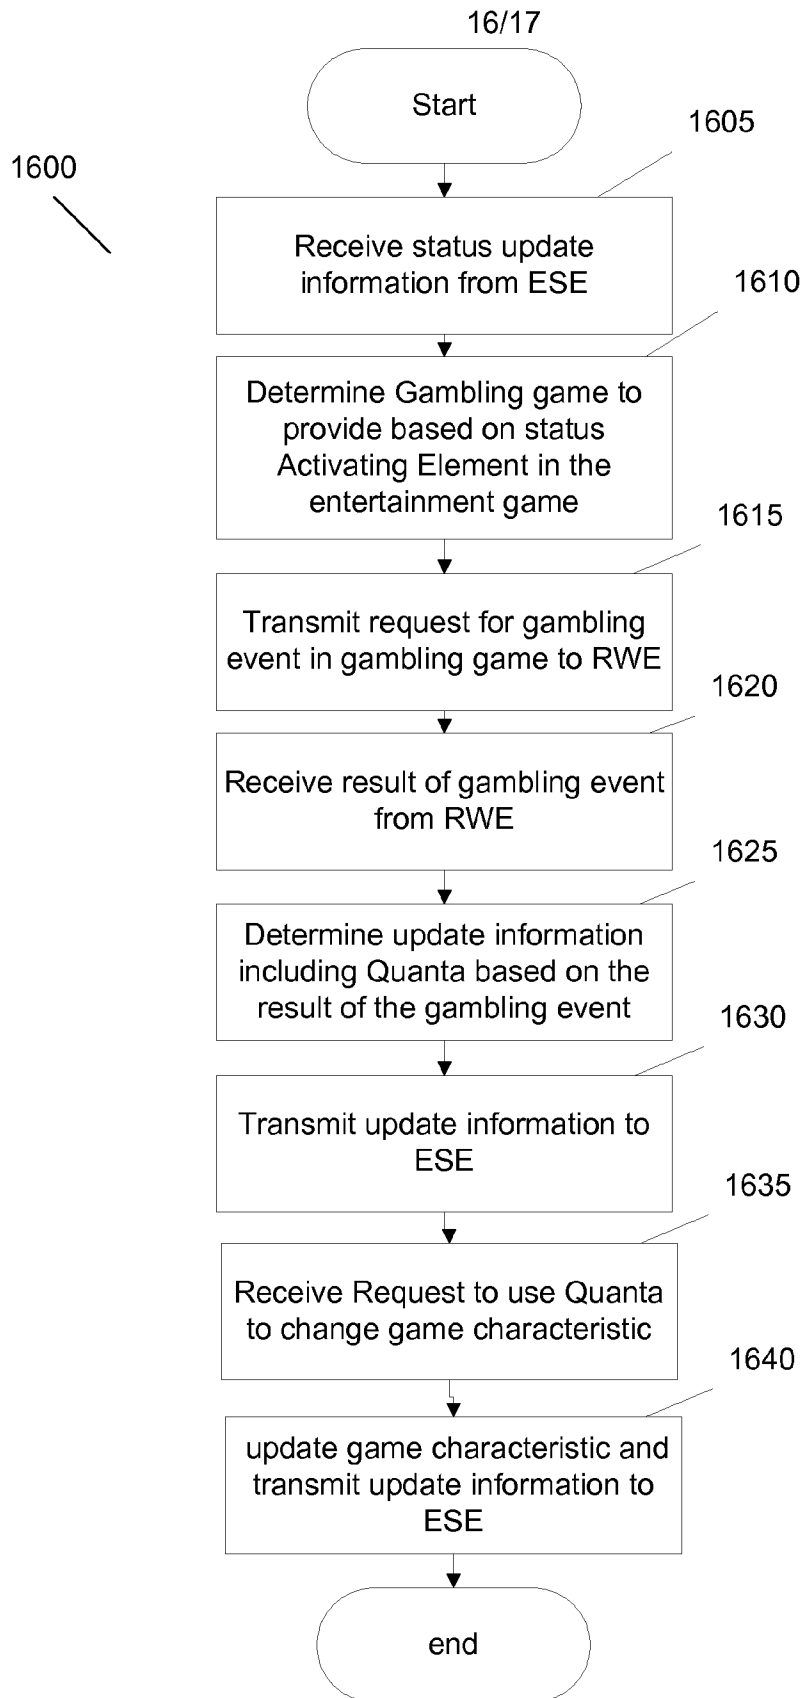 16/17
Start
1600
1605
Receive status update
information from ESE
1610
Determine Gambling game to
provide based on status
Activating Element in the
entertainment game
1615
Transmit request for gambling
event in gambling game to RWE
1620
Receive result of gambling event
from RWE
1625
Determine update information
including Quanta based on the
result of the gambling event
1630
Transmit update information to
ESE
1635
Receive Request to use Quanta
to change game characteristic
1640
update game characteristic and
transmit update information to
ESE
end